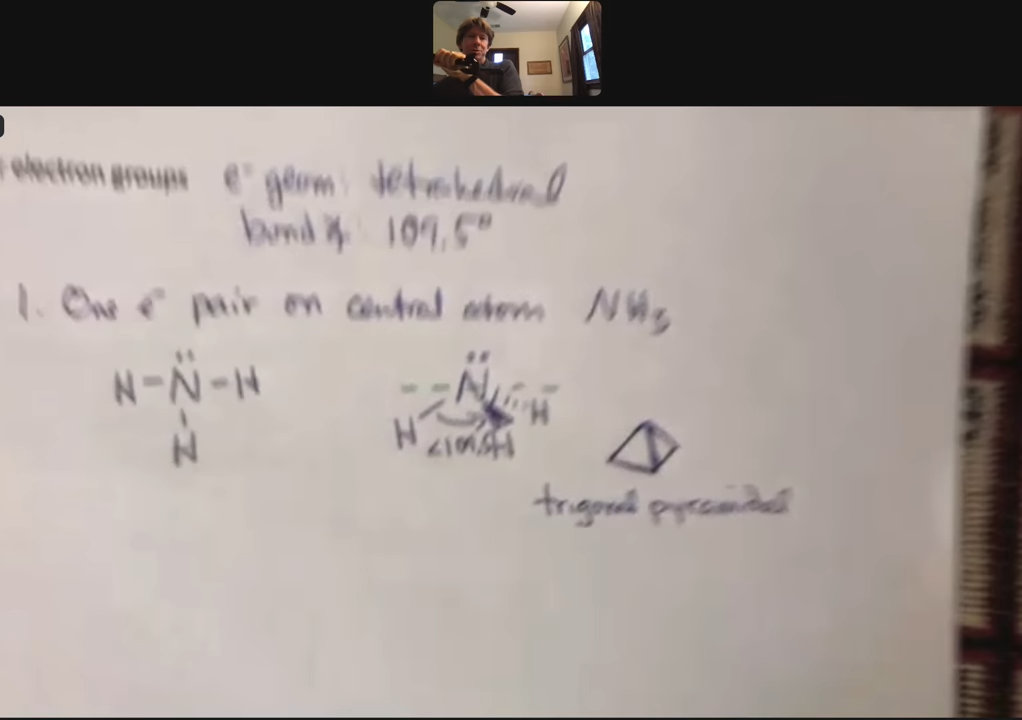 electron groups e⁻ geom: tetrahedral
bond ∡: 109.5°
1. One e⁻ pair on central atom NH₃
H-N̈-H
H
N
H
H
<109.5
H
trigonal pyramidal